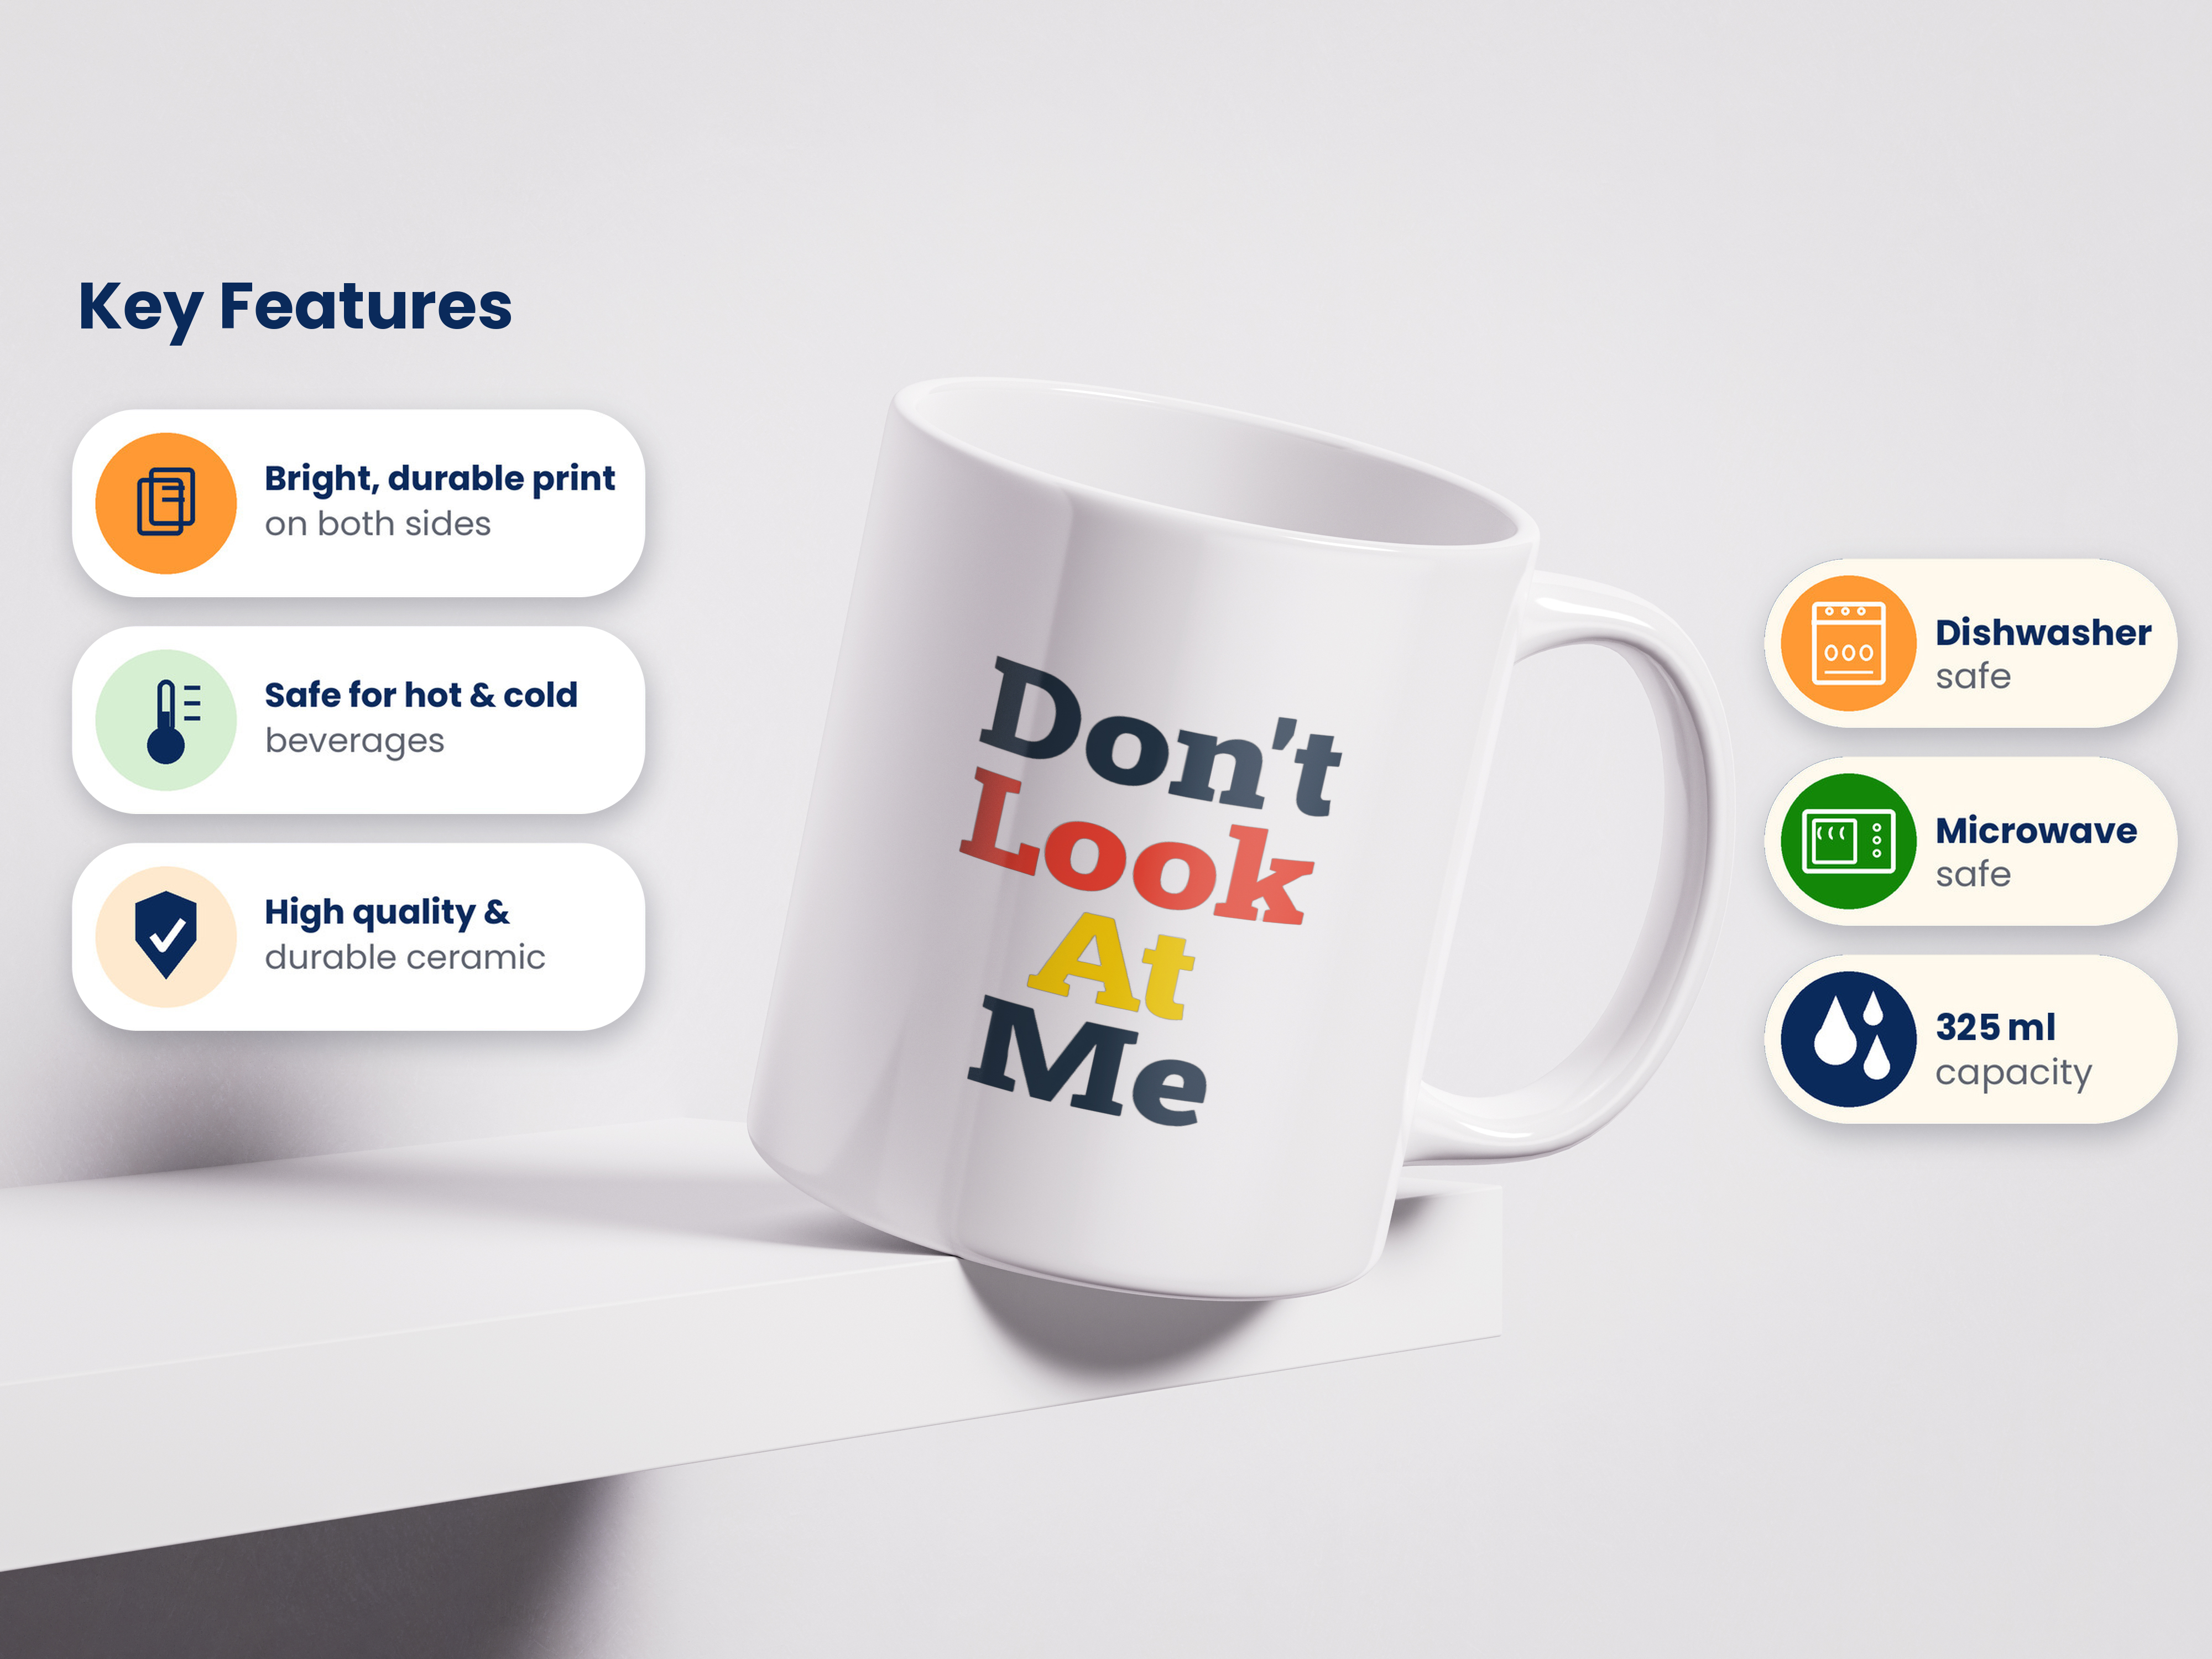 Key Features
Bright, durable print
on both sides
Safe for hot & cold
beverages
High quality &
durable ceramic
Don't
Look
At
Me
Dishwasher
safe
Microwave
safe
325 ml
capacity